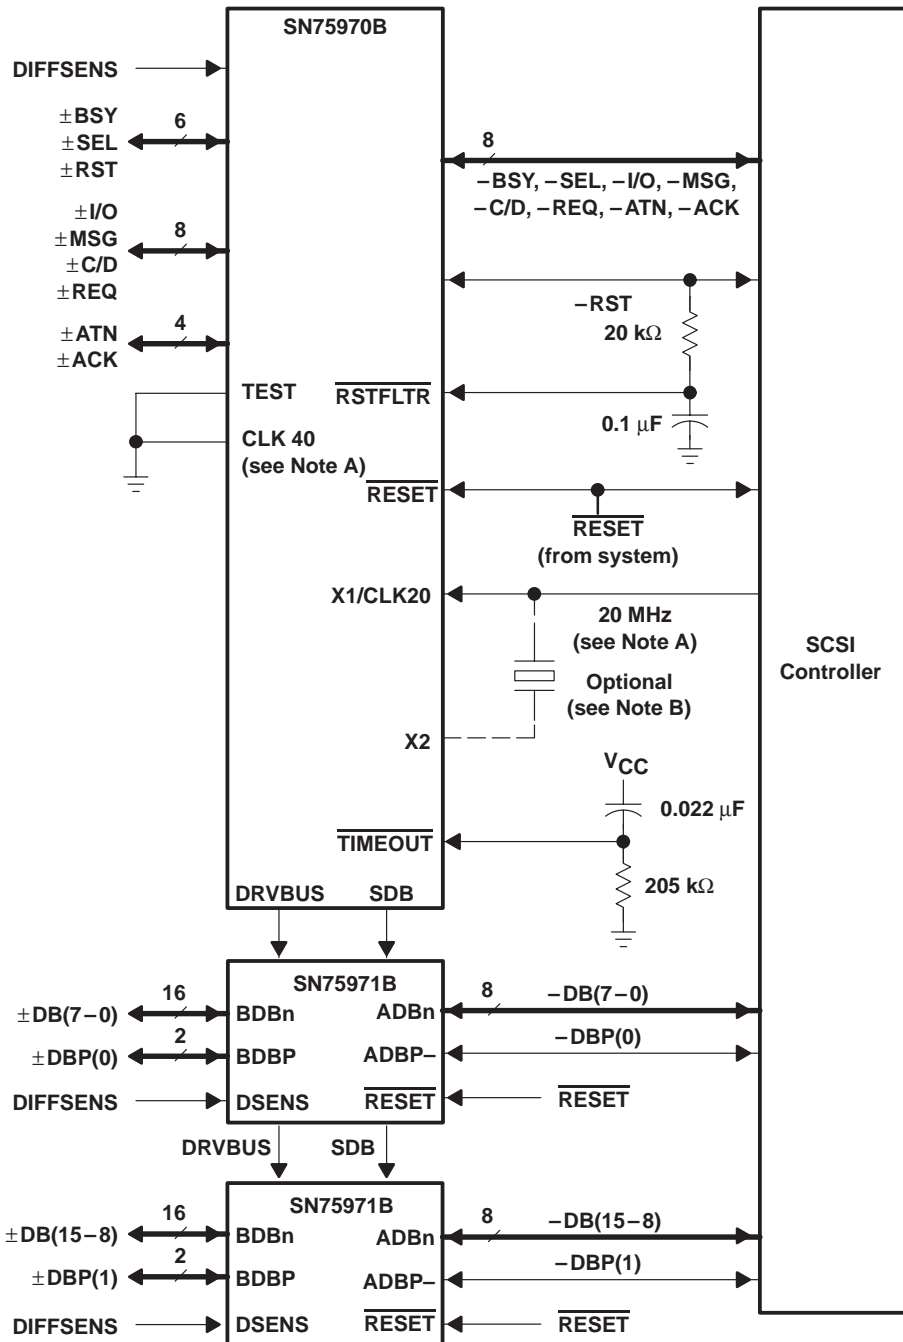 SN75970B
DIFFSENS
±BSY
±SEL
±RST
6
±I/O
±MSG
±C/D
±REQ
8
±ATN
±ACK
4
TEST
CLK 40
(see Note A)
8
–BSY, –SEL, –I/O, –MSG,
–C/D, –REQ, –ATN, –ACK
–RST
20 kΩ
RSTFLTR
0.1 μF
RESET
RESET
(from system)
X1/CLK20
20 MHz
(see Note A)
Optional
(see Note B)
X2
VCC
0.022 μF
TIMEOUT
205 kΩ
DRVBUS SDB
SCSI
Controller
SN75971B
±DB(7–0) 16 BDBn ADBn 8 –DB(7–0)
±DBP(0) 2 BDBP ADBP– –DBP(0)
DIFFSENS DSENS RESET RESET
DRVBUS SDB
SN75971B
±DB(15–8) 16 BDBn ADBn 8 –DB(15–8)
±DBP(1) 2 BDBP ADBP– –DBP(1)
DIFFSENS DSENS RESET RESET